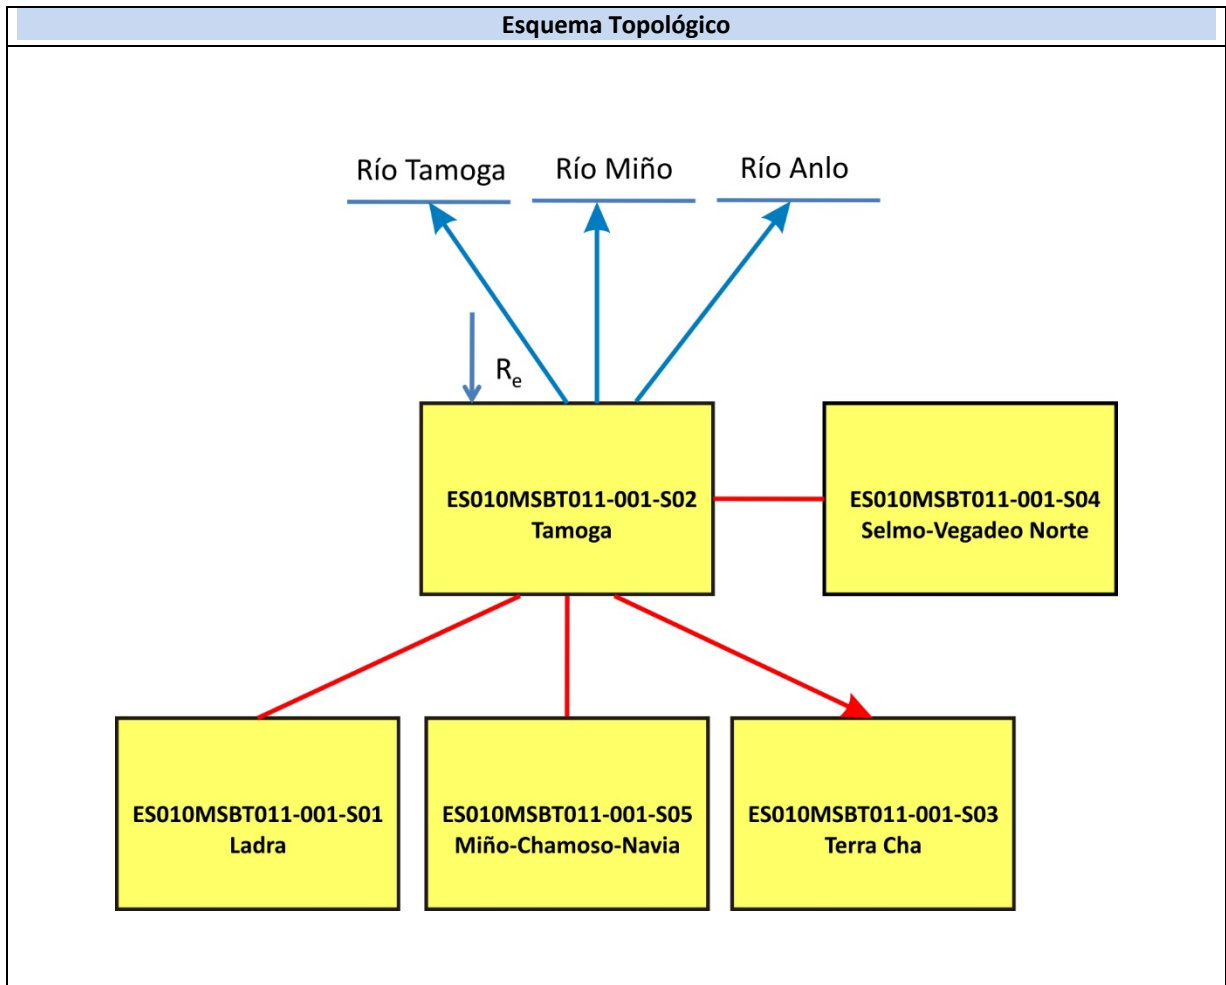 Esquema Topológico
Río Tamoga
Río Miño
Río Anlo
Re
ES010MSBT011-001-S02
Tamoga
ES010MSBT011-001-S04
Selmo-Vegadeo Norte
ES010MSBT011-001-S01
Ladra
ES010MSBT011-001-S05
Miño-Chamoso-Navia
ES010MSBT011-001-S03
Terra Cha